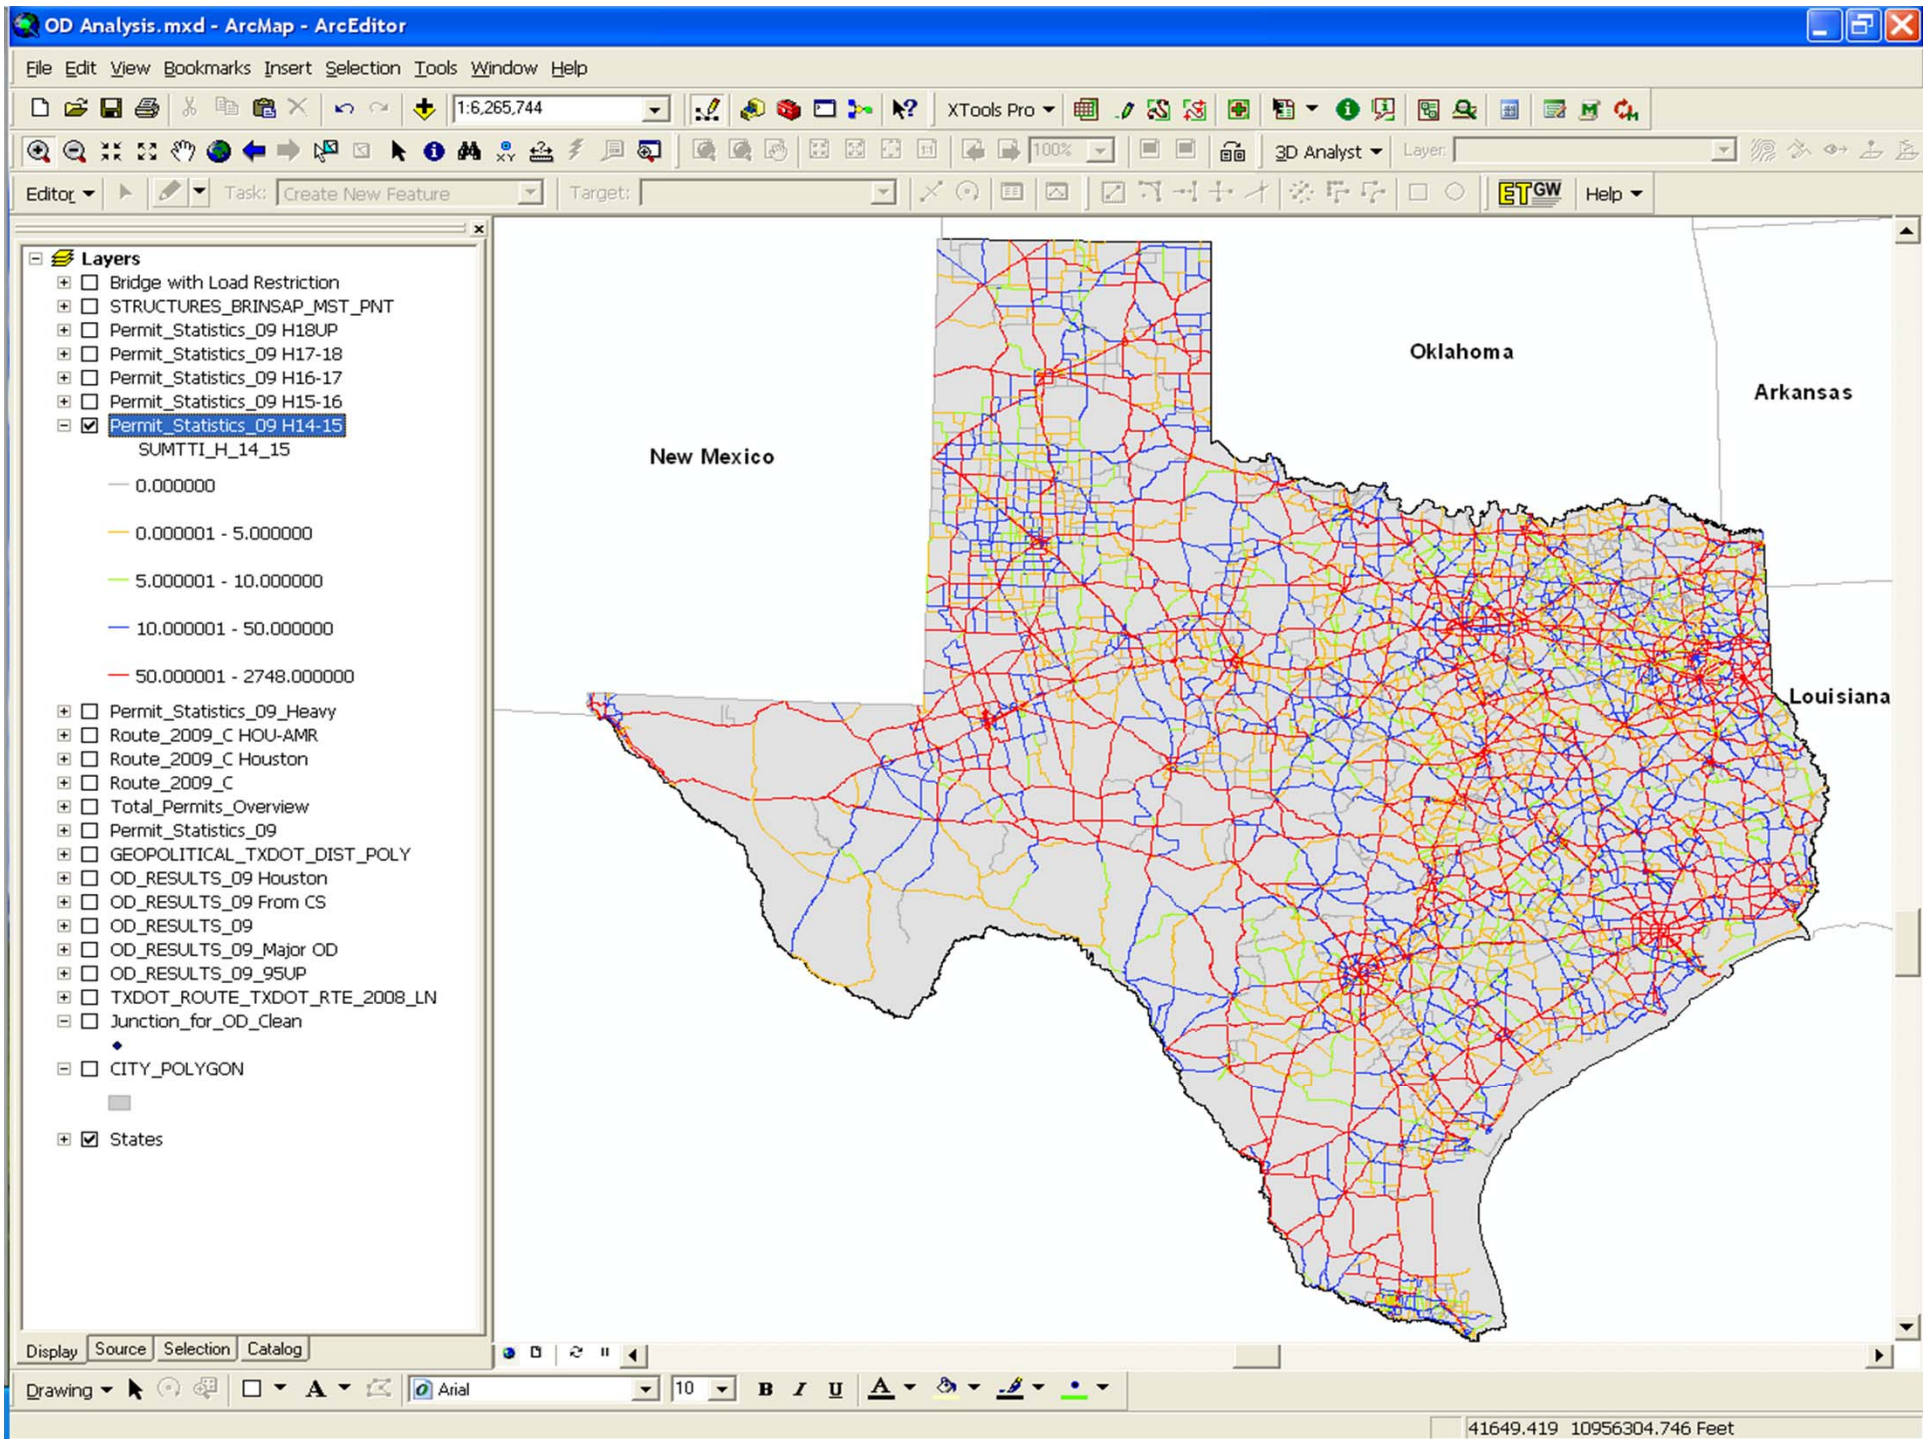 OD Analysis.mxd - ArcMap - ArcEditor
File Edit View Bookmarks Insert Selection Tools Window Help
1:6,265,744 XTools Pro
100% 3D Analyst Layer:
Editor Task: Create New Feature Target: ET GW Help
Layers
Bridge with Load Restriction
STRUCTURES_BRINSAP_MST_PNT
Permit_Statistics_09 H18UP
Permit_Statistics_09 H17-18
Permit_Statistics_09 H16-17
Permit_Statistics_09 H15-16
Permit_Statistics_09 H14-15
SUMTTI_H_14_15
0.000000
0.000001 - 5.000000
5.000001 - 10.000000
10.000001 - 50.000000
50.000001 - 2748.000000
Permit_Statistics_09_Heavy
Route_2009_C HOU-AMR
Route_2009_C Houston
Route_2009_C
Total_Permits_Overview
Permit_Statistics_09
GEOPOLITICAL_TXDOT_DIST_POLY
OD_RESULTS_09 Houston
OD_RESULTS_09 From CS
OD_RESULTS_09
OD_RESULTS_09_Major OD
OD_RESULTS_09_95UP
TXDOT_ROUTE_TXDOT_RTE_2008_LN
Junction_for_OD_Clean
CITY_POLYGON
States
Oklahoma
Arkansas
New Mexico
Louisiana
Display Source Selection Catalog
Drawing A Arial 10 B I U A
41649.419 10956304.746 Feet